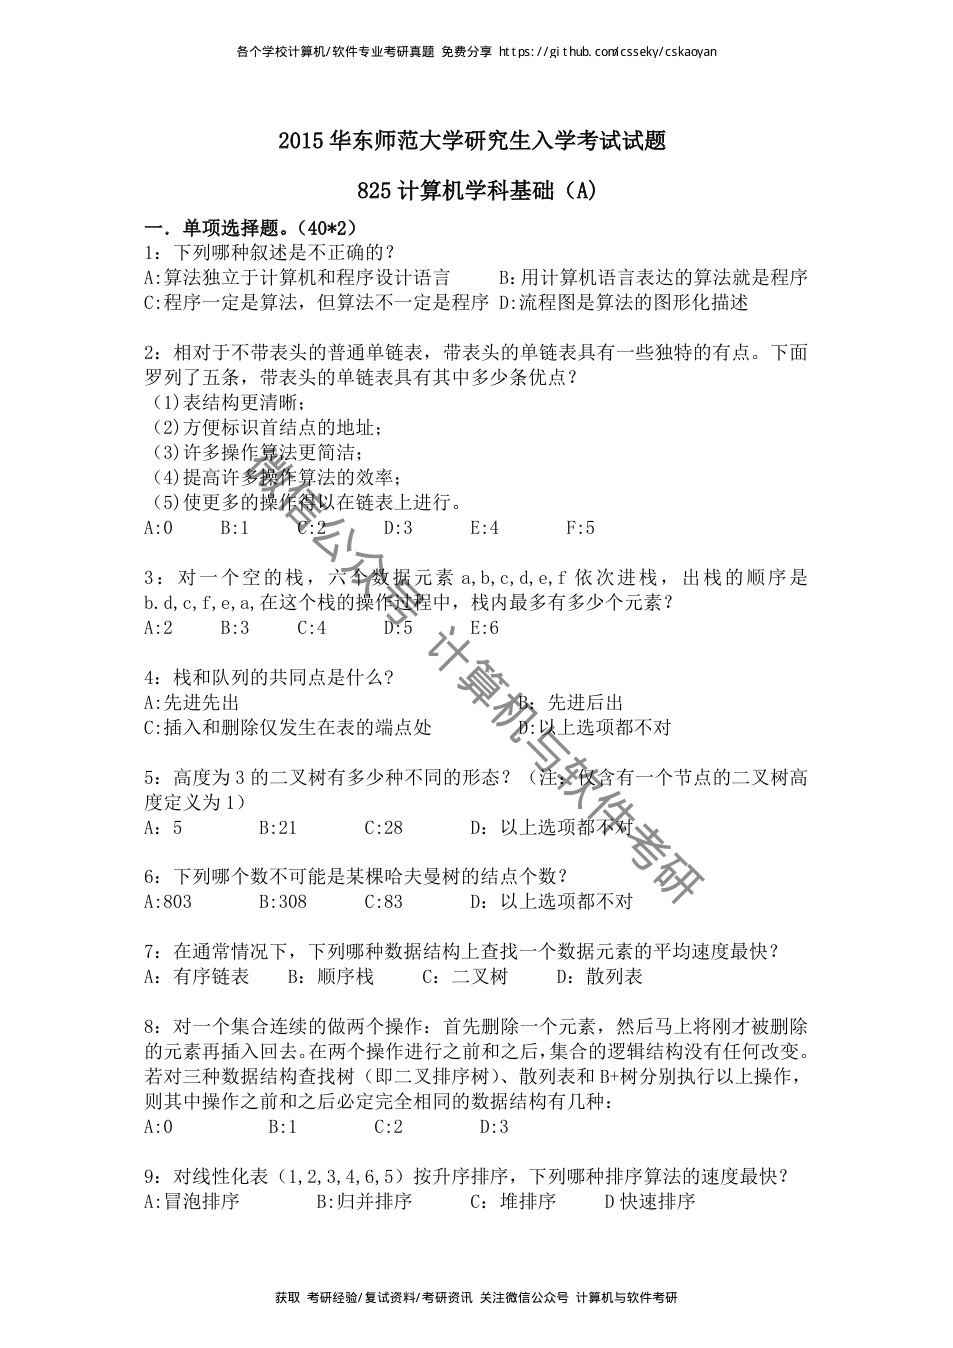 各个学校计算机/软件专业考研真题 免费分享 https://github.com/csseky/cskaoyan
2015 华东师范大学研究生入学考试试题
825 计算机学科基础（A)
一．单项选择题。（40*2）
1: 下列哪种叙述是不正确的？
A:算法独立于计算机和程序设计语言 B：用计算机语言表达的算法就是程序
C:程序一定是算法，但算法不一定是程序 D:流程图是算法的图形化描述
2: 相对于不带表头的普通单链表，带表头的单链表具有一些独特的有点。下面
罗列了五条，带表头的单链表具有其中多少条优点？
（1)表结构更清晰；
（2)方便标识首结点的地址；
（3)许多操作算法更简洁；
（4)提高许多操作算法的效率；
（5)使更多的操作得以在链表上进行。
A:0 B:1 C:2 D:3 E:4 F:5
3: 对一个空的栈，六个数据元素 a,b,c,d,e,f 依次进栈，出栈的顺序是
b.d,c,f,e,a,在这个栈的操作过程中，栈内最多有多少个元素？
A:2 B:3 C:4 D:5 E:6
4: 栈和队列的共同点是什么？
A:先进先出 B: 先进后出
C:插入和删除仅发生在表的端点处 D:以上选项都不对
5: 高度为 3 的二叉树有多少种不同的形态？（注：仅含有一个节点的二叉树高
度定义为 1）
A: 5 B:21 C:28 D: 以上选项都不对
6: 下列哪个数不可能是某棵哈夫曼树的结点个数？
A:803 B:308 C:83 D: 以上选项都不对
7: 在通常情况下，下列哪种数据结构上查找一个数据元素的平均速度最快？
A: 有序链表 B: 顺序栈 C: 二叉树 D: 散列表
8: 对一个集合连续的做两个操作：首先删除一个元素，然后马上将刚才被删除
的元素再插入回去。在两个操作进行之前和之后，集合的逻辑结构没有任何改变。
若对三种数据结构查找树（即二叉排序树）、散列表和 B+树分别执行以上操作，
则其中操作之前和之后必定完全相同的数据结构有几种：
A:0 B:1 C:2 D:3
9: 对线性化表（1,2,3,4,6,5）按升序排序，下列哪种排序算法的速度最快？
A:冒泡排序 B:归并排序 C: 堆排序 D 快速排序
微信公众号 计算机与软件考研
获取 考研经验/复试资料/考研资讯 关注微信公众号 计算机与软件考研